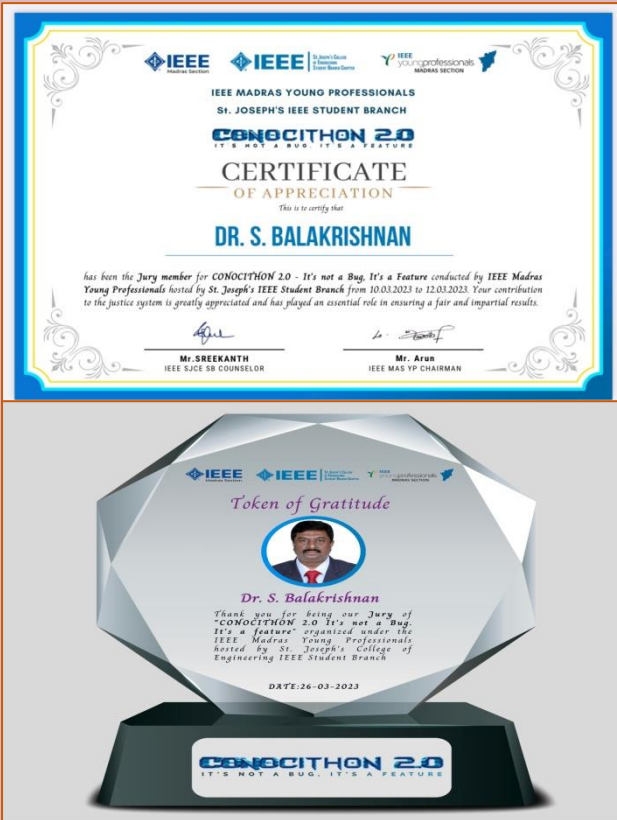 IEEE
Madras Section
IEEE
St. Joseph's College
of Engineering
Student Branch Chapter
IEEE
youngprofessionals
MADRAS SECTION
IEEE MADRAS YOUNG PROFESSIONALS
St. JOSEPH'S IEEE STUDENT BRANCH
CONOCITHON 2.0
IT'S NOT A BUG, IT'S A FEATURE
CERTIFICATE
OF APPRECIATION
This is to certify that
DR. S. BALAKRISHNAN
has been the Jury member for CONOCITHON 2.0 - It's not a Bug, It's a Feature conducted by IEEE Madras
Young Professionals hosted by St. Joseph's IEEE Student Branch from 10.03.2023 to 12.03.2023. Your contribution
to the justice system is greatly appreciated and has played an essential role in ensuring a fair and impartial results.
Mr.SREEKANTH
IEEE SJCE SB COUNSELOR
Mr. Arun
IEEE MAS YP CHAIRMAN
IEEE
Madras Section
IEEE
IEEE
youngprofessionals
MADRAS SECTION
Token of Gratitude
Dr. S. Balakrishnan
Thank you for being our Jury of
"CONOCITHON 2.0 It's not a Bug.
It's a feature" organized under the
IEEE Madras Young Professionals
hosted by St. Joseph's College of
Engineering IEEE Student Branch
DATE:26-03-2023
CONOCITHON 2.0
IT'S NOT A BUG, IT'S A FEATURE